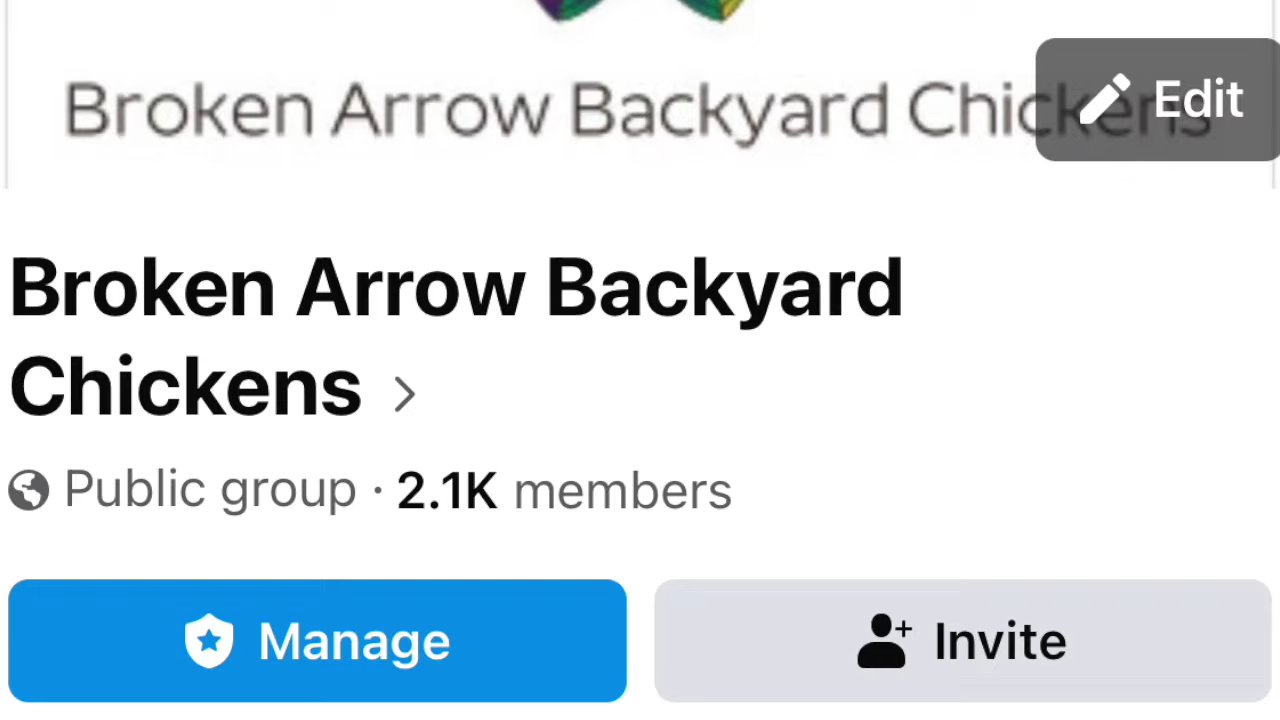 Broken Arrow Backyard Chickens
Edit
Broken Arrow Backyard
Chickens
Public group · 2.1K members
Manage
Invite